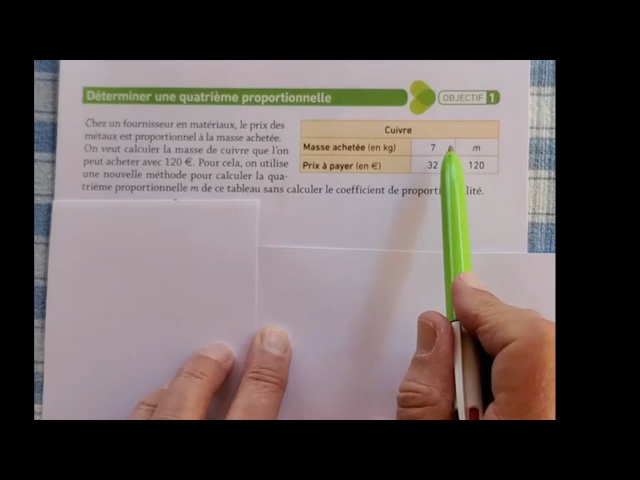 Déterminer une quatrième proportionnelle
OBJECTIF 1
Chez un fournisseur en matériaux, le prix des
métaux est proportionnel à la masse achetée.
On veut calculer la masse de cuivre que l'on
peut acheter avec 120 €. Pour cela, on utilise
une nouvelle méthode pour calculer la qua-
trième proportionnelle m de ce tableau sans calculer le coefficient de proportionnalité.
Cuivre
Masse achetée (en kg) 7 m
Prix à payer (en €) 32 120